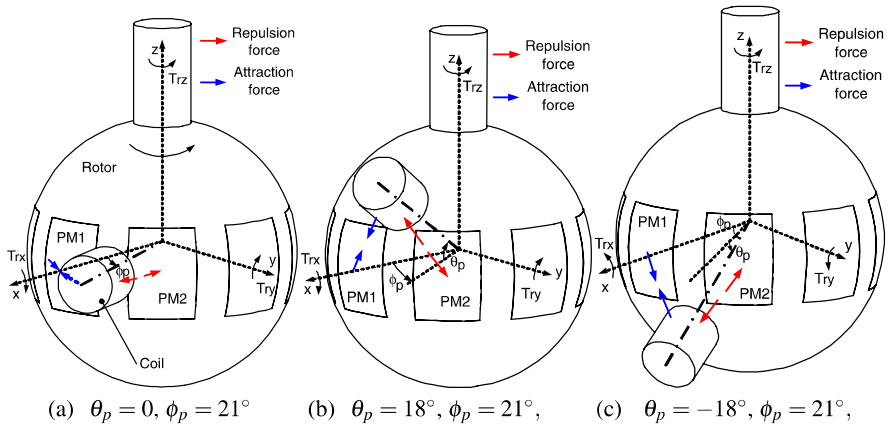 z
Trz
Repulsion
force
Attraction
force
Rotor
PM1
Trx
x
ϕp
PM2
y
Try
Coil
(a) θp = 0, ϕp = 21°
z
Trz
Repulsion
force
Attraction
force
Trx
x
PM1
ϕp
θp
PM2
y
Try
(b) θp = 18°, ϕp = 21°,
z
Trz
Repulsion
force
Attraction
force
PM1
ϕp
θp
Trx
x
PM2
y
Try
(c) θp = −18°, ϕp = 21°,